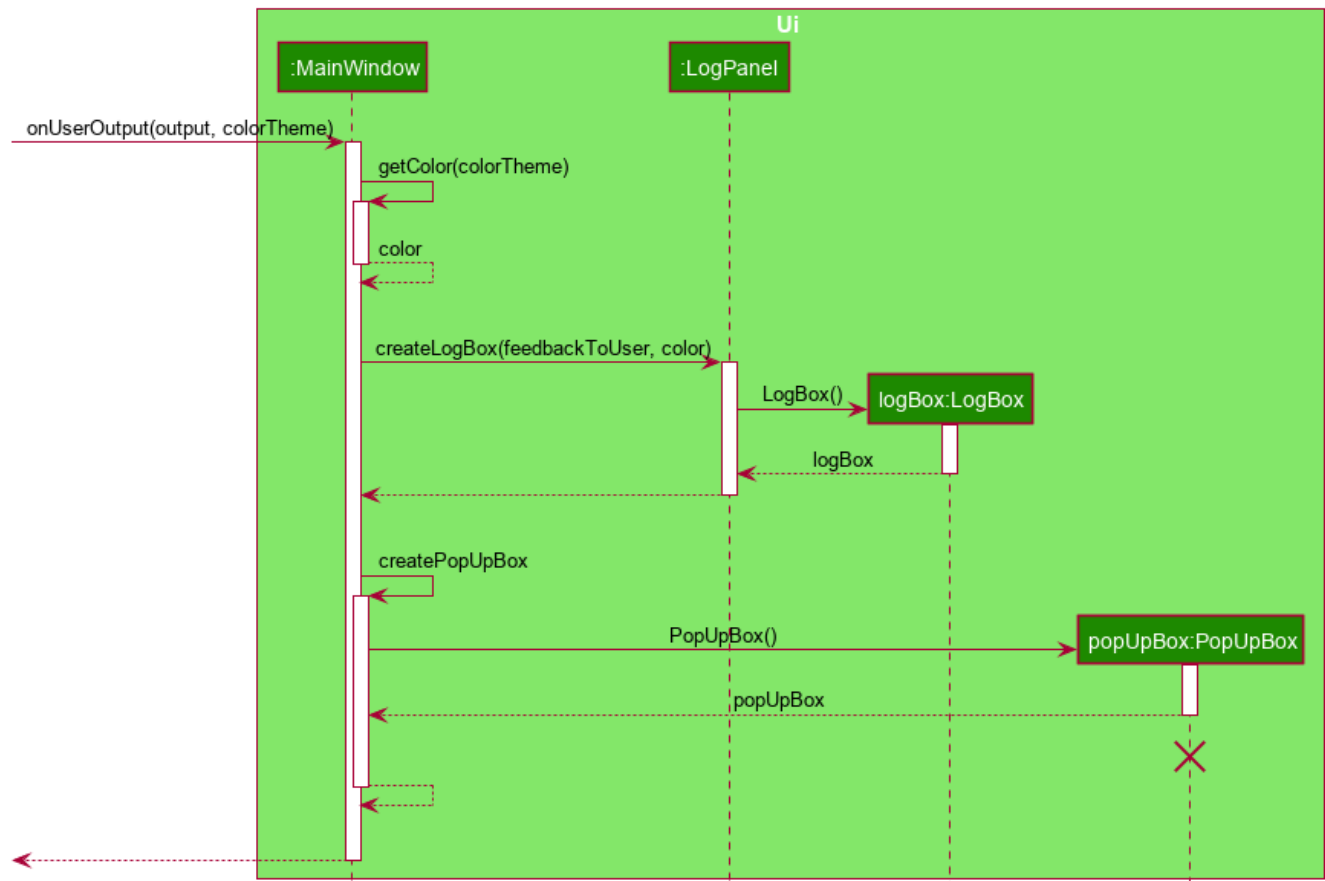 Ui
:MainWindow
:LogPanel
onUserOutput(output, colorTheme)
getColor(colorTheme)
color
createLogBox(feedbackToUser, color)
LogBox()
logBox:LogBox
logBox
createPopUpBox
PopUpBox()
popUpBox:PopUpBox
popUpBox